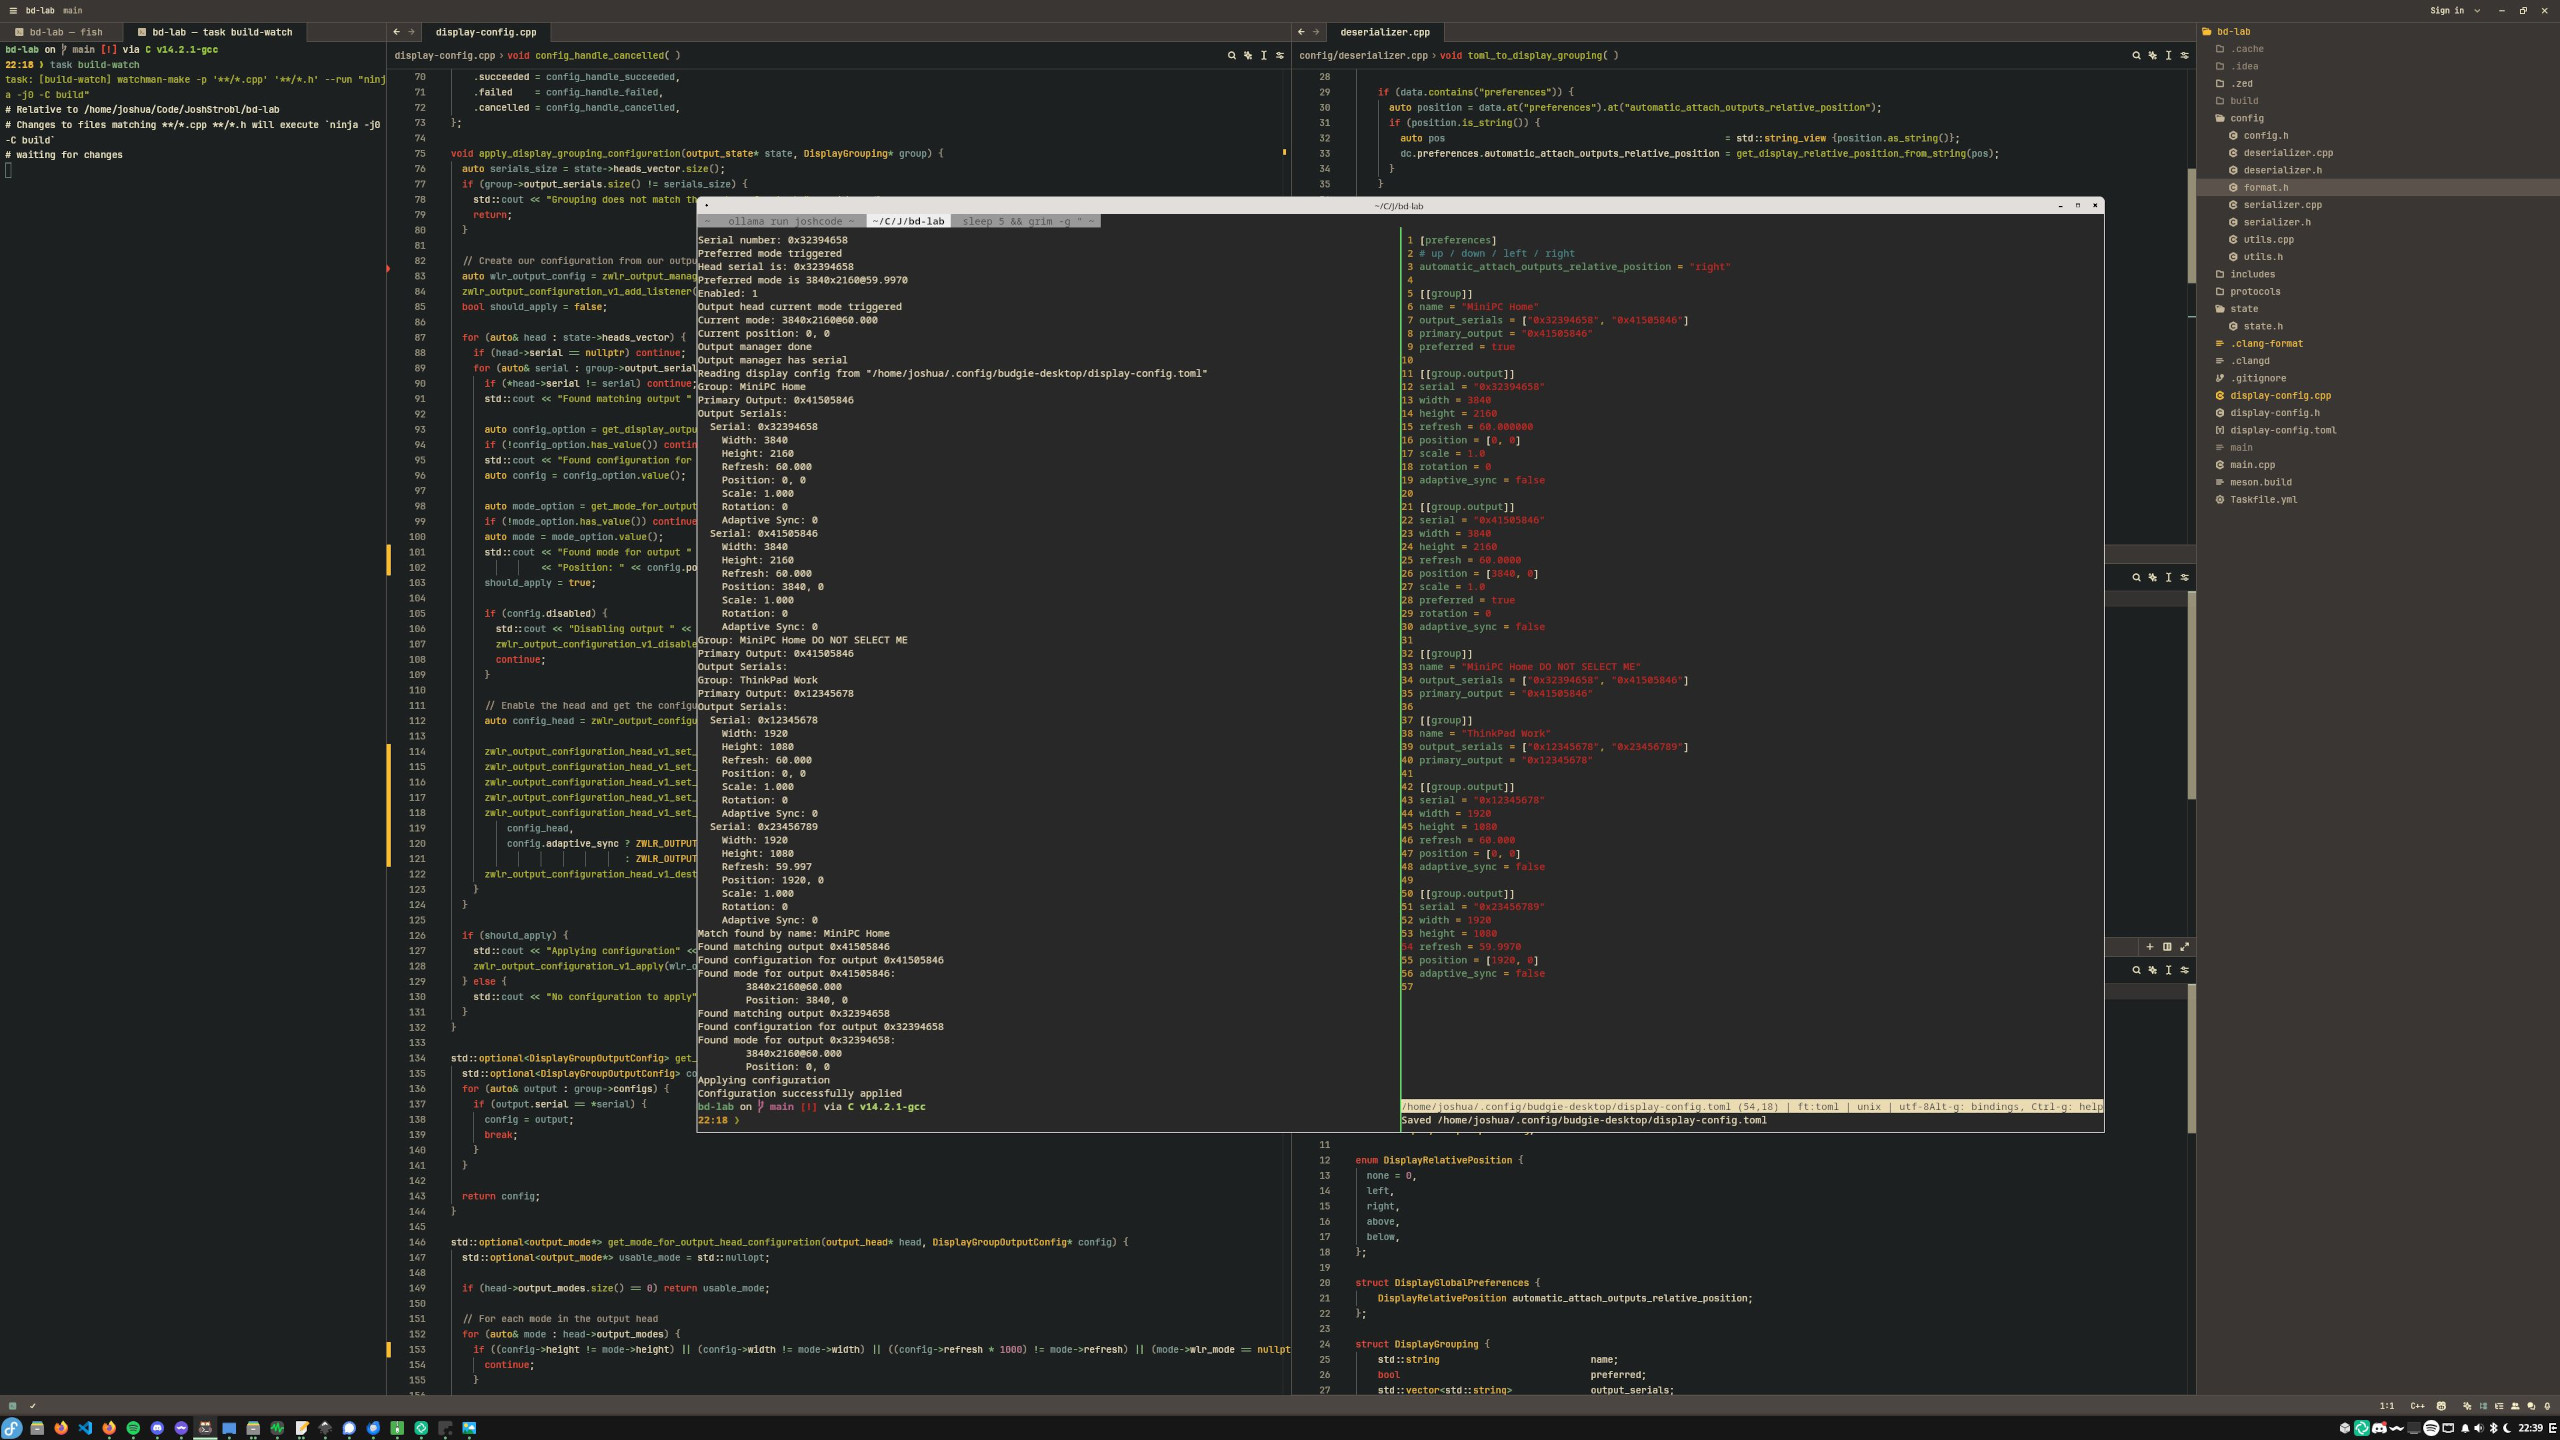 bd-lab main
Sign in
bd-lab — fish
bd-lab — task build-watch
bd-lab on main [!] via C v14.2.1-gcc
22:18 ❯ task build-watch
task: [build-watch] watchman-make -p '**/*.cpp' '**/*.h' --run "ninj
a -j0 -C build"
# Relative to /home/joshua/Code/JoshStrobl/bd-lab
# Changes to files matching **/*.cpp **/*.h will execute `ninja -j0
-C build`
# waiting for changes
display-config.cpp
display-config.cpp › void config_handle_cancelled( )
70 .succeeded = config_handle_succeeded,
71 .failed    = config_handle_failed,
72 .cancelled = config_handle_cancelled,
73 };
74
75 void apply_display_grouping_configuration(output_state* state, DisplayGrouping* group) {
76 auto serials_size = state->heads_vector.size();
77 if (group->output_serials.size() != serials_size) {
78 std::cout << "Grouping does not match th
79 return;
80 }
81
82 // Create our configuration from our outpu
83 auto wlr_output_config = zwlr_output_manag
84 zwlr_output_configuration_v1_add_listener(
85 bool should_apply = false;
86
87 for (auto& head : state->heads_vector) {
88 if (head->serial == nullptr) continue;
89 for (auto& serial : group->output_serial
90 if (*head->serial != serial) continue;
91 std::cout << "Found matching output "
92
93 auto config_option = get_display_outpu
94 if (!config_option.has_value()) contin
95 std::cout << "Found configuration for
96 auto config = config_option.value();
97
98 auto mode_option = get_mode_for_output
99 if (!mode_option.has_value()) continue
100 auto mode = mode_option.value();
101 std::cout << "Found mode for output "
102 << "Position: " << config.po
103 should_apply = true;
104
105 if (config.disabled) {
106 std::cout << "Disabling output " <<
107 zwlr_output_configuration_v1_disable
108 continue;
109 }
110
111 // Enable the head and get the configu
112 auto config_head = zwlr_output_configu
113
114 zwlr_output_configuration_head_v1_set_
115 zwlr_output_configuration_head_v1_set_
116 zwlr_output_configuration_head_v1_set_
117 zwlr_output_configuration_head_v1_set_
118 zwlr_output_configuration_head_v1_set_
119 config_head,
120 config.adaptive_sync ? ZWLR_OUTPUT
121 : ZWLR_OUTPUT
122 zwlr_output_configuration_head_v1_dest
123 }
124 }
125
126 if (should_apply) {
127 std::cout << "Applying configuration" <<
128 zwlr_output_configuration_v1_apply(wlr_o
129 } else {
130 std::cout << "No configuration to apply"
131 }
132 }
133
134 std::optional<DisplayGroupOutputConfig> get_
135 std::optional<DisplayGroupOutputConfig> co
136 for (auto& output : group->configs) {
137 if (output.serial == *serial) {
138 config = output;
139 break;
140 }
141 }
142
143 return config;
144 }
145
146 std::optional<output_mode*> get_mode_for_output_head_configuration(output_head* head, DisplayGroupOutputConfig* config) {
147 std::optional<output_mode*> usable_mode = std::nullopt;
148
149 if (head->output_modes.size() == 0) return usable_mode;
150
151 // For each mode in the output head
152 for (auto& mode : head->output_modes) {
153 if ((config->height != mode->height) || (config->width != mode->width) || ((config->refresh * 1000) != mode->refresh) || (mode->wlr_mode == nullpt
154 continue;
155 }
deserializer.cpp
config/deserializer.cpp › void toml_to_display_grouping( )
28
29 if (data.contains("preferences")) {
30 auto position = data.at("preferences").at("automatic_attach_outputs_relative_position");
31 if (position.is_string()) {
32 auto pos = std::string_view {position.as_string()};
33 dc.preferences.automatic_attach_outputs_relative_position = get_display_relative_position_from_string(pos);
34 }
35 }
~/C/J/bd-lab
ollama run joshcode
~/C/J/bd-lab
sleep 5 && grim -g "
Serial number: 0x32394658
Preferred mode triggered
Head serial is: 0x32394658
Preferred mode is 3840x2160@59.9970
Enabled: 1
Output head current mode triggered
Current mode: 3840x2160@60.000
Current position: 0, 0
Output manager done
Output manager has serial
Reading display config from "/home/joshua/.config/budgie-desktop/display-config.toml"
Group: MiniPC Home
Primary Output: 0x41505846
Output Serials:
Serial: 0x32394658
Width: 3840
Height: 2160
Refresh: 60.000
Position: 0, 0
Scale: 1.000
Rotation: 0
Adaptive Sync: 0
Serial: 0x41505846
Width: 3840
Height: 2160
Refresh: 60.000
Position: 3840, 0
Scale: 1.000
Rotation: 0
Adaptive Sync: 0
Group: MiniPC Home DO NOT SELECT ME
Primary Output: 0x41505846
Output Serials:
Group: ThinkPad Work
Primary Output: 0x12345678
Output Serials:
Serial: 0x12345678
Width: 1920
Height: 1080
Refresh: 60.000
Position: 0, 0
Scale: 1.000
Rotation: 0
Adaptive Sync: 0
Serial: 0x23456789
Width: 1920
Height: 1080
Refresh: 59.997
Position: 1920, 0
Scale: 1.000
Rotation: 0
Adaptive Sync: 0
Match found by name: MiniPC Home
Found matching output 0x41505846
Found configuration for output 0x41505846
Found mode for output 0x41505846:
3840x2160@60.000
Position: 3840, 0
Found matching output 0x32394658
Found configuration for output 0x32394658
Found mode for output 0x32394658:
3840x2160@60.000
Position: 0, 0
Applying configuration
Configuration successfully applied
bd-lab on main [!] via C v14.2.1-gcc
22:18 ❯
1 [preferences]
2 # up / down / left / right
3 automatic_attach_outputs_relative_position = "right"
4
5 [[group]]
6 name = "MiniPC Home"
7 output_serials = ["0x32394658", "0x41505846"]
8 primary_output = "0x41505846"
9 preferred = true
10
11 [[group.output]]
12 serial = "0x32394658"
13 width = 3840
14 height = 2160
15 refresh = 60.000000
16 position = [0, 0]
17 scale = 1.0
18 rotation = 0
19 adaptive_sync = false
20
21 [[group.output]]
22 serial = "0x41505846"
23 width = 3840
24 height = 2160
25 refresh = 60.0000
26 position = [3840, 0]
27 scale = 1.0
28 preferred = true
29 rotation = 0
30 adaptive_sync = false
31
32 [[group]]
33 name = "MiniPC Home DO NOT SELECT ME"
34 output_serials = ["0x32394658", "0x41505846"]
35 primary_output = "0x41505846"
36
37 [[group]]
38 name = "ThinkPad Work"
39 output_serials = ["0x12345678", "0x23456789"]
40 primary_output = "0x12345678"
41
42 [[group.output]]
43 serial = "0x12345678"
44 width = 1920
45 height = 1080
46 refresh = 60.000
47 position = [0, 0]
48 adaptive_sync = false
49
50 [[group.output]]
51 serial = "0x23456789"
52 width = 1920
53 height = 1080
54 refresh = 59.9970
55 position = [1920, 0]
56 adaptive_sync = false
57
/home/joshua/.config/budgie-desktop/display-config.toml (54,18) | ft:toml | unix | utf-8Alt-g: bindings, Ctrl-g: help
Saved /home/joshua/.config/budgie-desktop/display-config.toml
11
12 enum DisplayRelativePosition {
13 none = 0,
14 left,
15 right,
16 above,
17 below,
18 };
19
20 struct DisplayGlobalPreferences {
21 DisplayRelativePosition automatic_attach_outputs_relative_position;
22 };
23
24 struct DisplayGrouping {
25 std::string name;
26 bool preferred;
27 std::vector<std::string> output_serials;
bd-lab
.cache
.idea
.zed
build
config
config.h
deserializer.cpp
deserializer.h
format.h
serializer.cpp
serializer.h
utils.cpp
utils.h
includes
protocols
state
state.h
.clang-format
.clangd
.gitignore
display-config.cpp
display-config.h
display-config.toml
main
main.cpp
meson.build
Taskfile.yml
1:1 C++
22:39